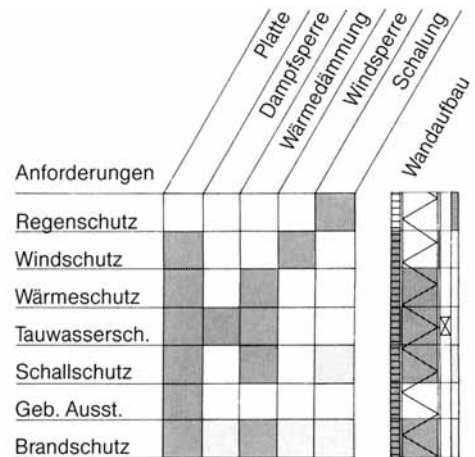 Platte
Dampfsperre
Wärmedämmung
Windsperre
Schalung
Wandaufbau
Anforderungen
Regenschutz
Windschutz
Wärmeschutz
Tauwassersch.
Schallschutz
Geb. Ausst.
Brandschutz